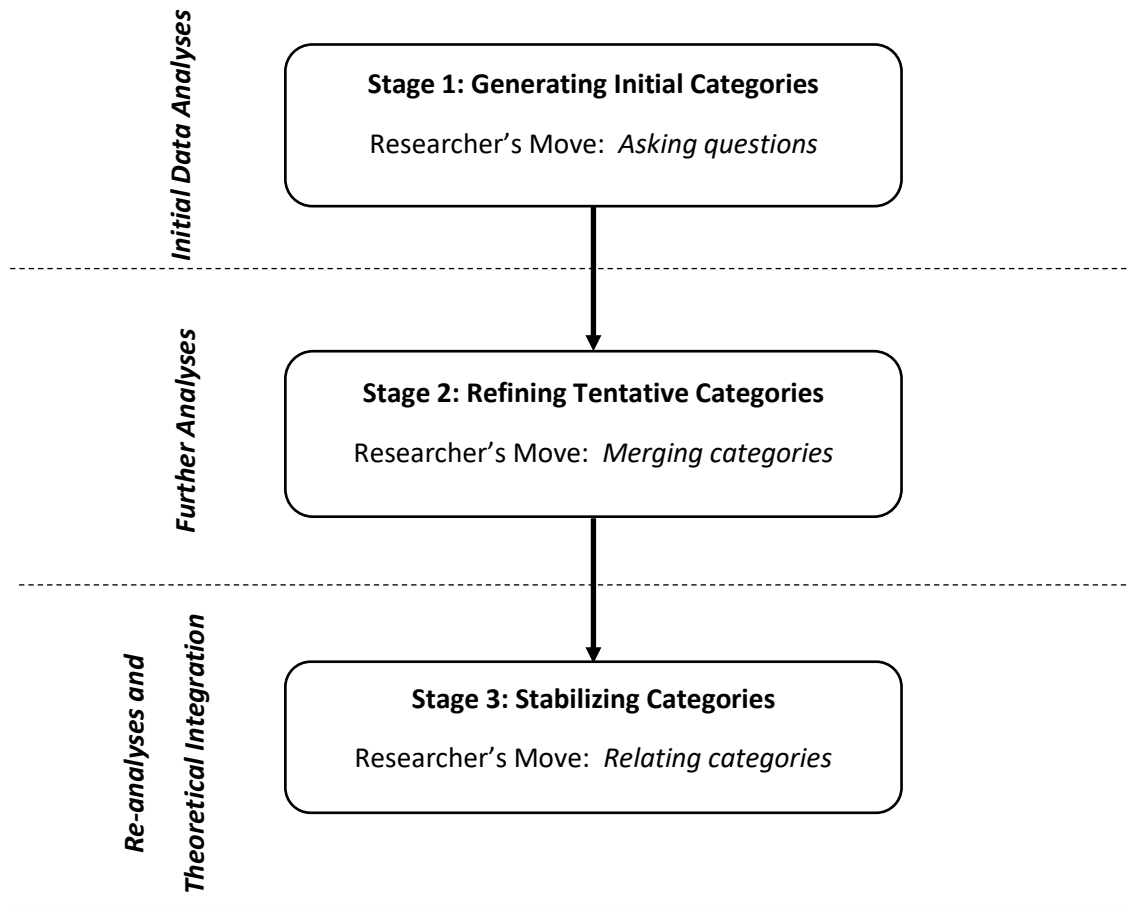 Initial Data Analyses
Stage 1: Generating Initial Categories
Researcher’s Move:  Asking questions
Further Analyses
Stage 2: Refining Tentative Categories
Researcher’s Move:  Merging categories
Re-analyses and
Theoretical Integration
Stage 3: Stabilizing Categories
Researcher’s Move:  Relating categories